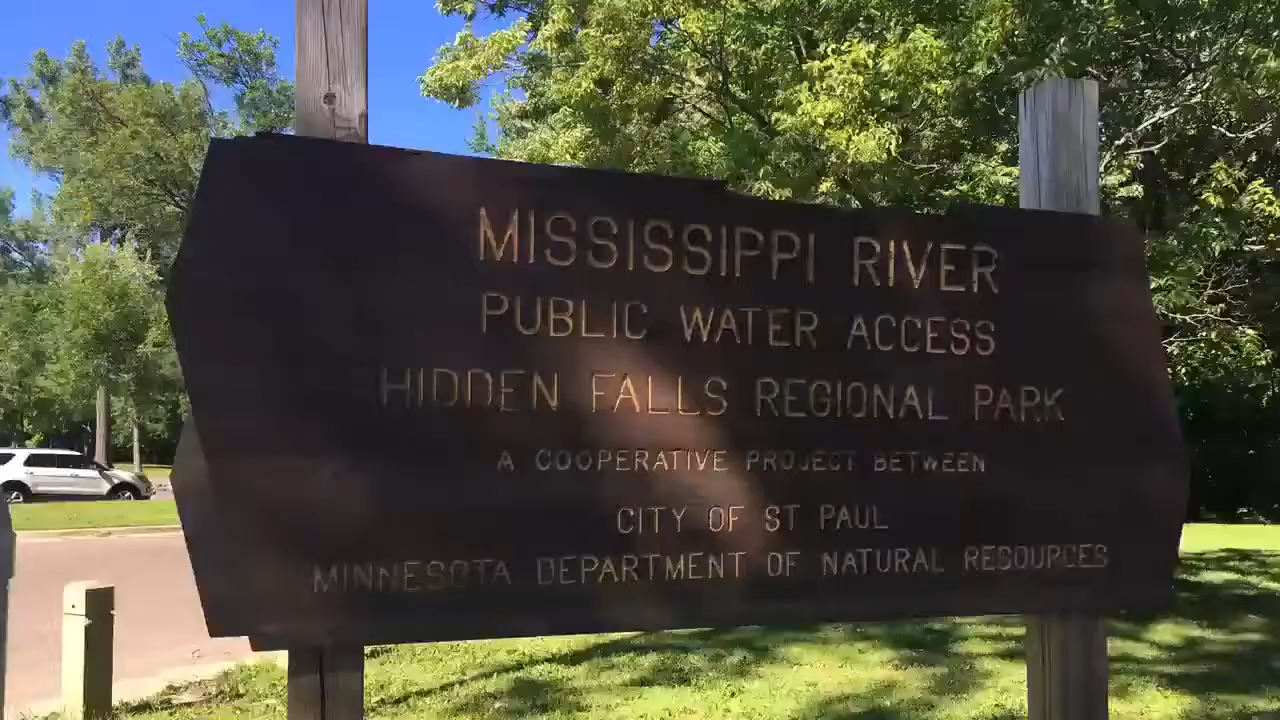 MISSISSIPPI RIVER
PUBLIC WATER ACCESS
HIDDEN FALLS REGIONAL PARK
A COOPERATIVE PROJECT BETWEEN
CITY OF ST PAUL
MINNESOTA DEPARTMENT OF NATURAL RESOURCES